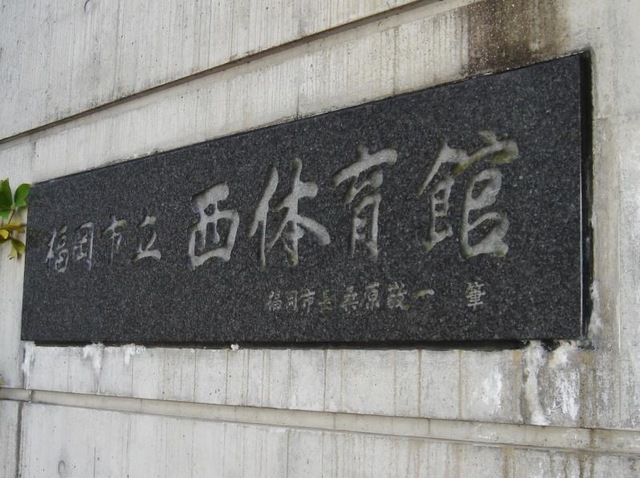 福岡市立 西体育館
福岡市長 桑原敬一 筆